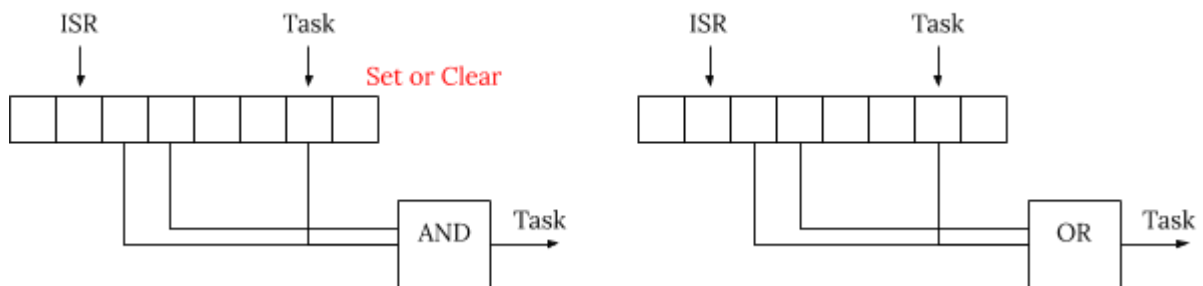 ISR Task
Set or Clear
AND Task
ISR Task
OR Task